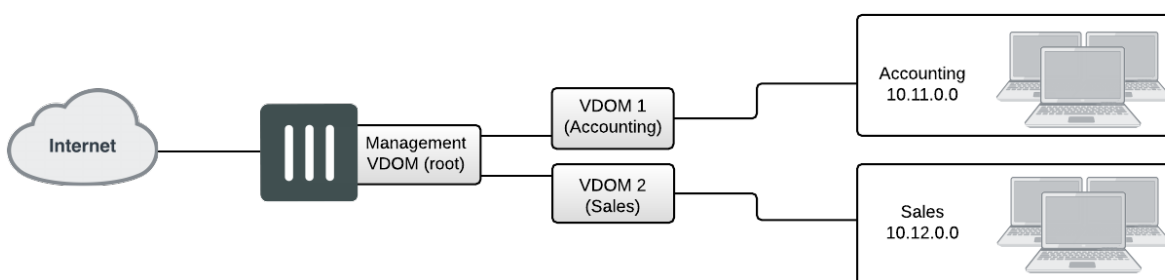 Internet
Management
VDOM (root)
VDOM 1
(Accounting)
VDOM 2
(Sales)
Accounting
10.11.0.0
Sales
10.12.0.0